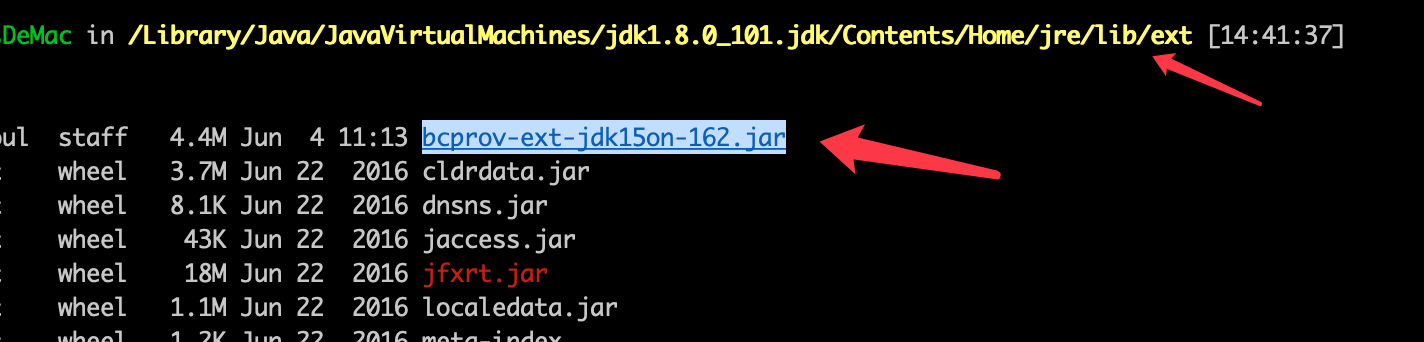 DeMac in /Library/Java/JavaVirtualMachines/jdk1.8.0_101.jdk/Contents/Home/jre/lib/ext [14:41:37]
staff 4.4M Jun 4 11:13 bcprov-ext-jdk15on-162.jar
wheel 3.7M Jun 22 2016 cldrdata.jar
wheel 8.1K Jun 22 2016 dnsns.jar
wheel 43K Jun 22 2016 jaccess.jar
wheel 18M Jun 22 2016 jfxrt.jar
wheel 1.1M Jun 22 2016 localedata.jar
wheel 1.2K Jun 22 2016 meta-index